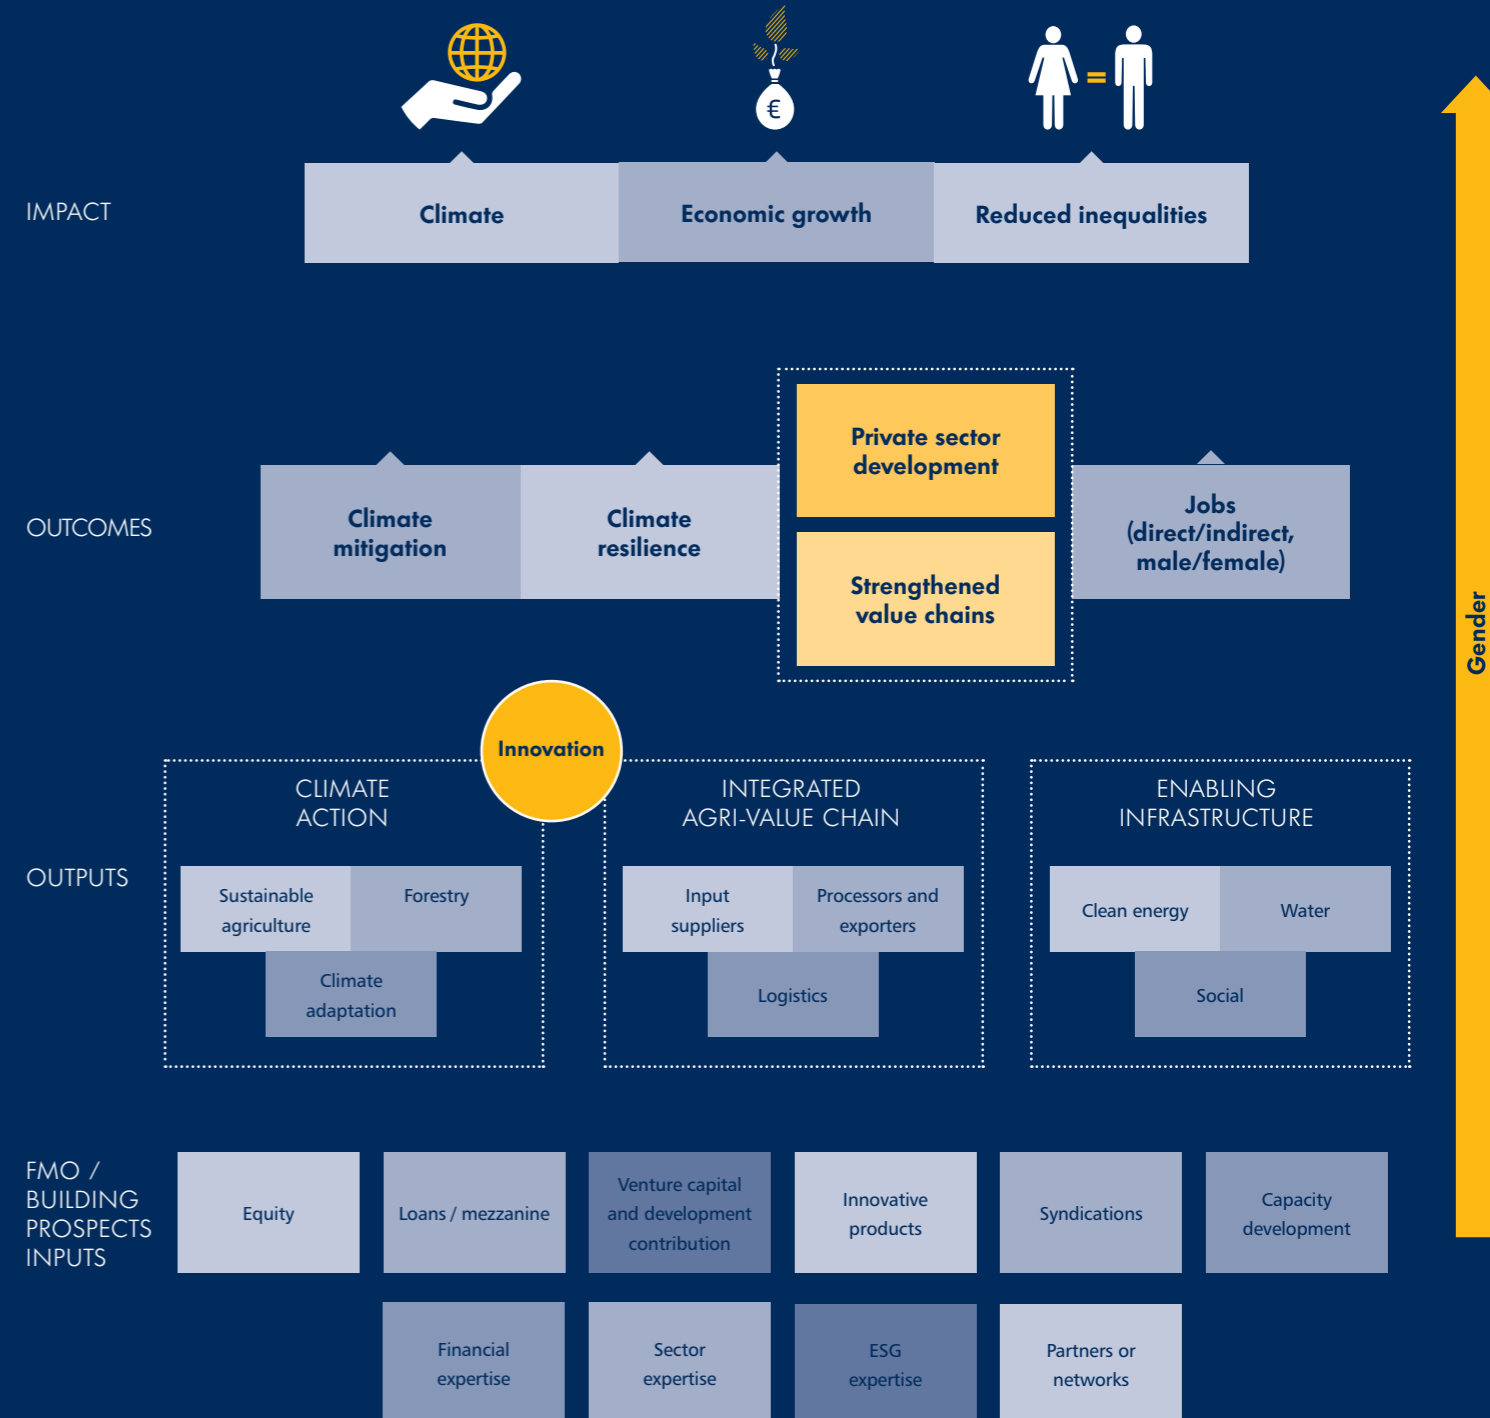 €
=
IMPACT
Climate
Economic growth
Reduced inequalities
OUTCOMES
Climate
mitigation
Climate
resilience
Private sector
development
Strengthened
value chains
Jobs
(direct/indirect,
male/female)
Gender
Innovation
OUTPUTS
CLIMATE
ACTION
Sustainable
agriculture
Forestry
Climate
adaptation
INTEGRATED
AGRI-VALUE CHAIN
Input
suppliers
Processors and
exporters
Logistics
ENABLING
INFRASTRUCTURE
Clean energy
Water
Social
FMO /
BUILDING
PROSPECTS
INPUTS
Equity
Loans / mezzanine
Venture capital
and development
contribution
Innovative
products
Syndications
Capacity
development
Financial
expertise
Sector
expertise
ESG
expertise
Partners or
networks